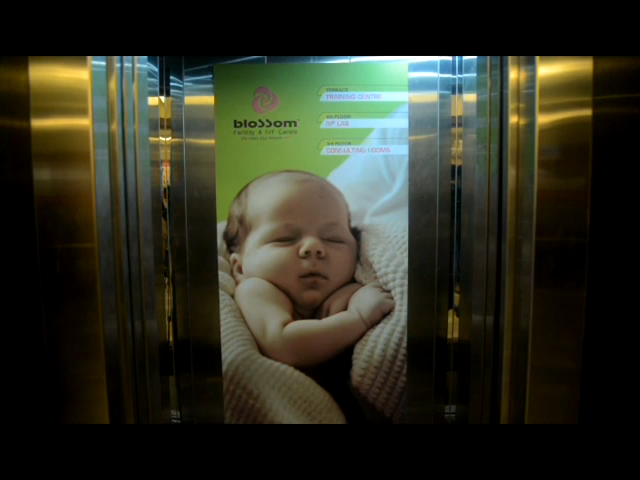 blossom
Fertility & IVF Centre
TERRACE
TRAINING CENTRE
4th FLOOR
IVF LAB
3rd FLOOR
CONSULTING ROOMS